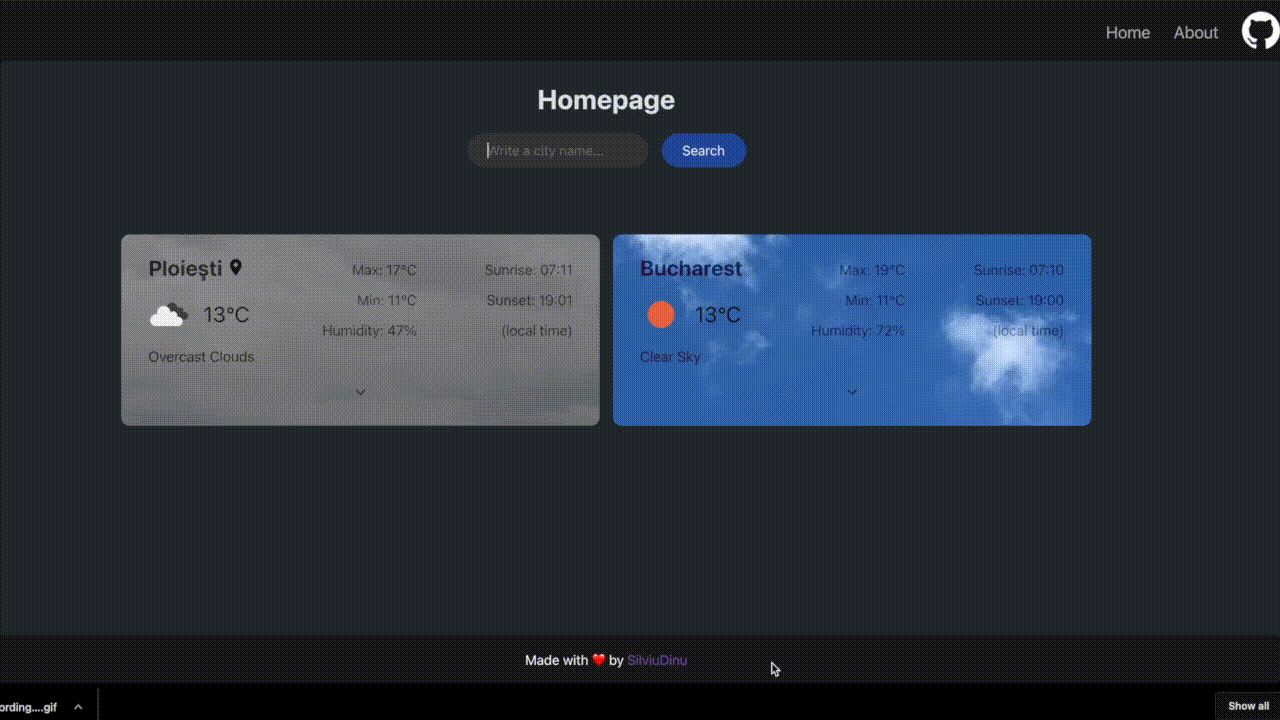 Home About
Homepage
Write a city name...
Search
Ploiești
13°C
Overcast Clouds
Max: 17°C
Min: 11°C
Humidity: 47%
Sunrise: 07:11
Sunset: 19:01
(local time)
Bucharest
13°C
Clear Sky
Max: 19°C
Min: 11°C
Humidity: 72%
Sunrise: 07:10
Sunset: 19:00
(local time)
Made with ❤️ by SilviuDinu
ording....gif
Show all